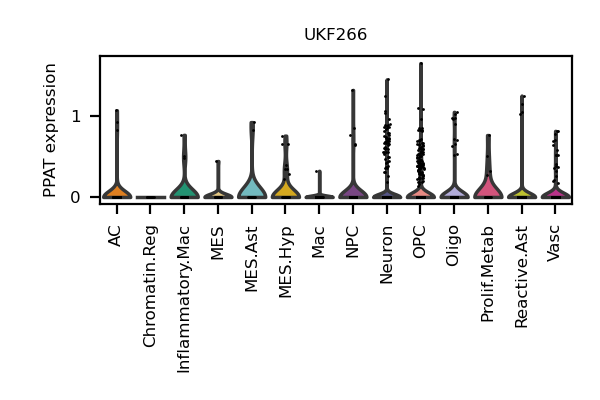 UKF266
PPAT expression
1
0
AC
Chromatin.Reg
Inflammatory.Mac
MES
MES.Ast
MES.Hyp
Mac
NPC
Neuron
OPC
Oligo
Prolif.Metab
Reactive.Ast
Vasc